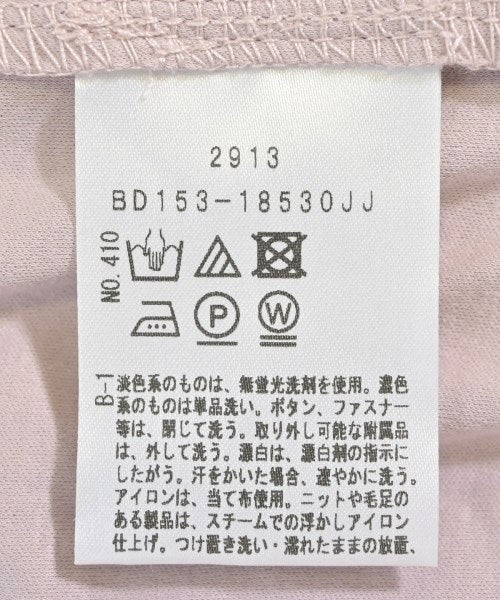 2913
BD153-18530JJ
NO.410
P
W
B-1
淡色系のものは、無蛍光洗剤を使用。濃色
系のものは単品洗い。ボタン、ファスナー
等は、閉じて洗う。取り外し可能な附属品
は、外して洗う。漂白は、漂白剤の指示に
したがう。汗をかいた場合、速やかに洗う。
アイロンは、当て布使用。ニットや毛足の
ある製品は、スチームでの浮かしアイロン
仕上げ。つけ置き洗い・濡れたままの放置、